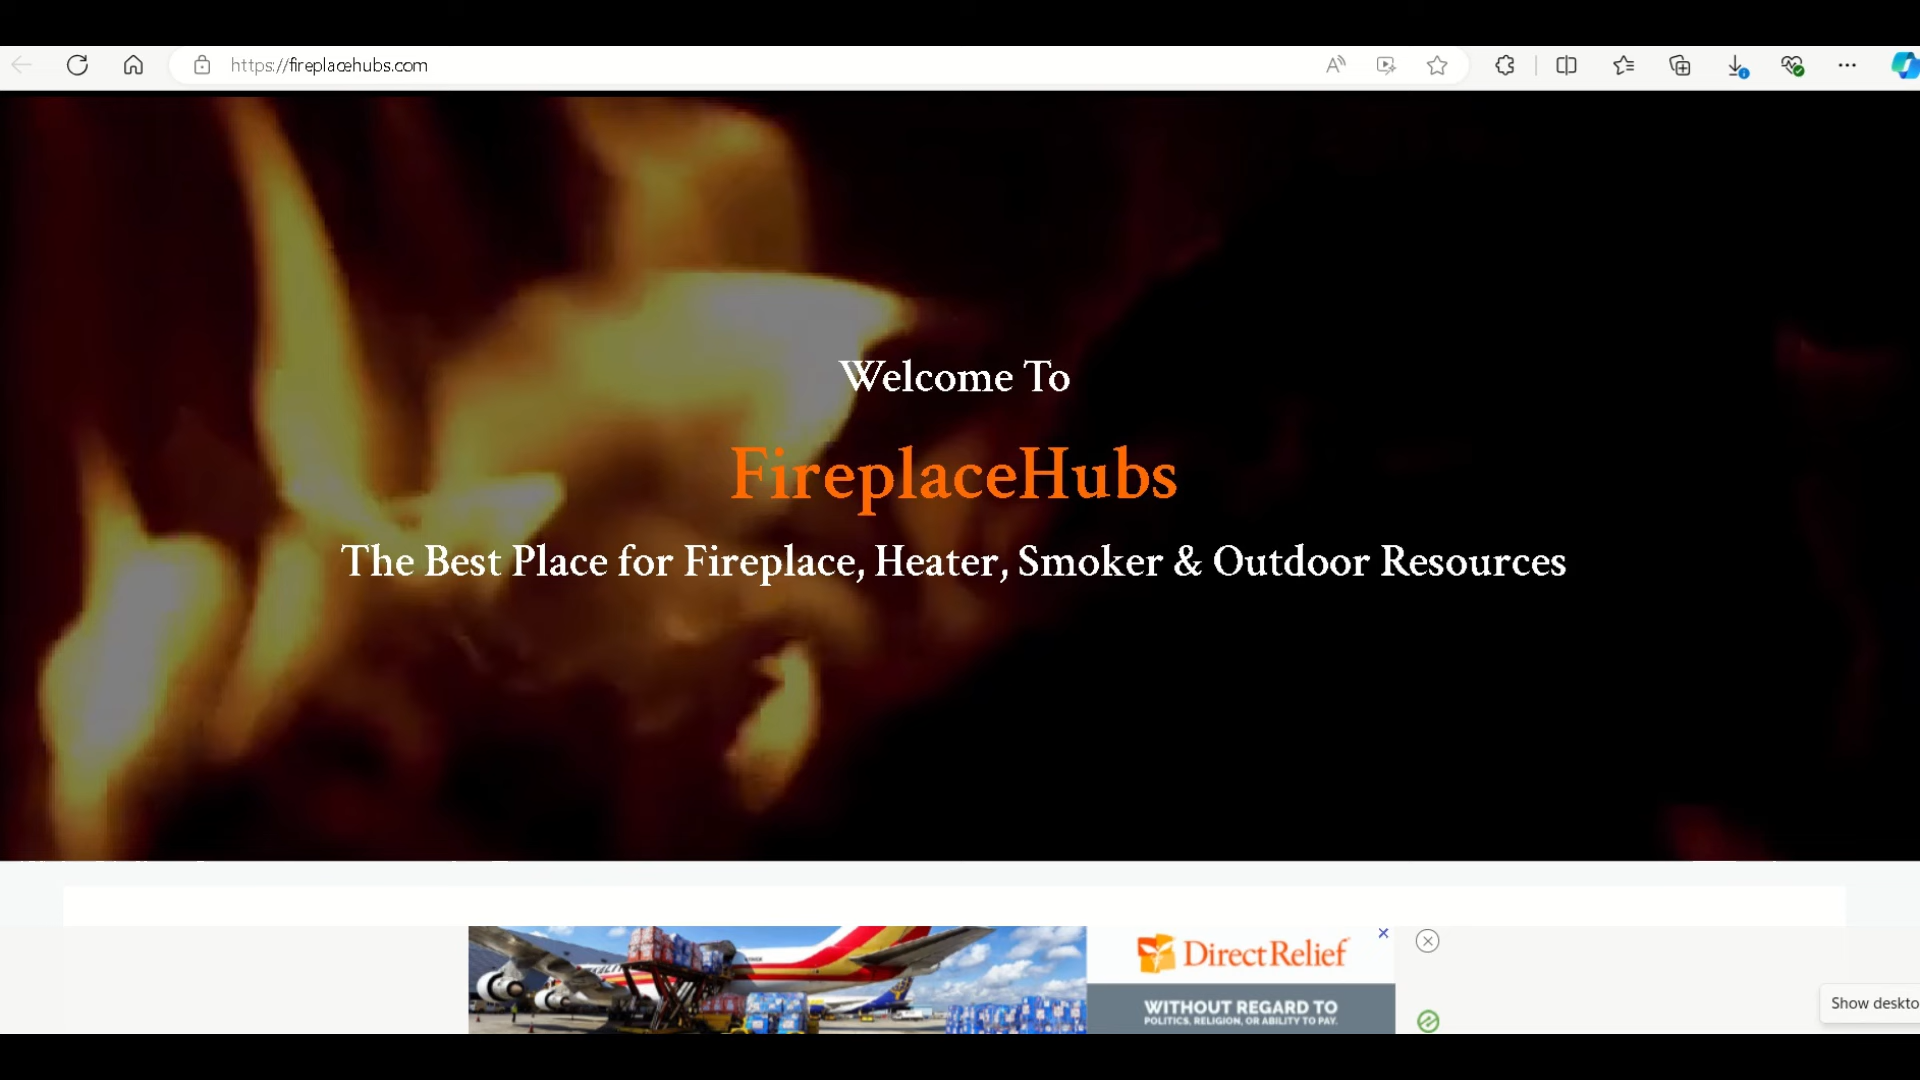 https://fireplacehubs.com
Welcome To
FireplaceHubs
The Best Place for Fireplace, Heater, Smoker & Outdoor Resources
DirectRelief
WITHOUT REGARD TO
POLITICS, RELIGION, OR ABILITY TO PAY.
Show deskto